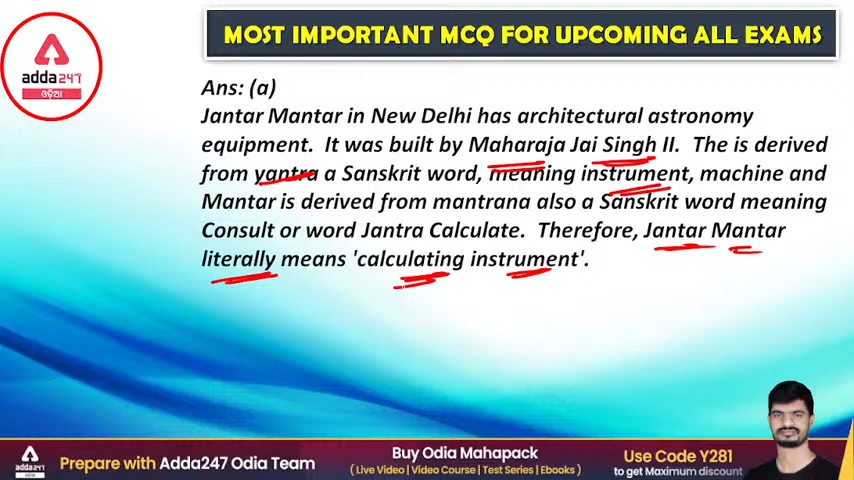 MOST IMPORTANT MCQ FOR UPCOMING ALL EXAMS
adda247
ଓଡ଼ିଆ
Ans: (a)
Jantar Mantar in New Delhi has architectural astronomy
equipment. It was built by Maharaja Jai Singh II. The is derived
from yantra a Sanskrit word, meaning instrument, machine and
Mantar is derived from mantrana also a Sanskrit word meaning
Consult or word Jantra Calculate. Therefore, Jantar Mantar
literally means 'calculating instrument'.
adda247
Prepare with Adda247 Odia Team
Buy Odia Mahapack
( Live Video | Video Course | Test Series | Ebooks )
Use Code Y281
to get Maximum discount